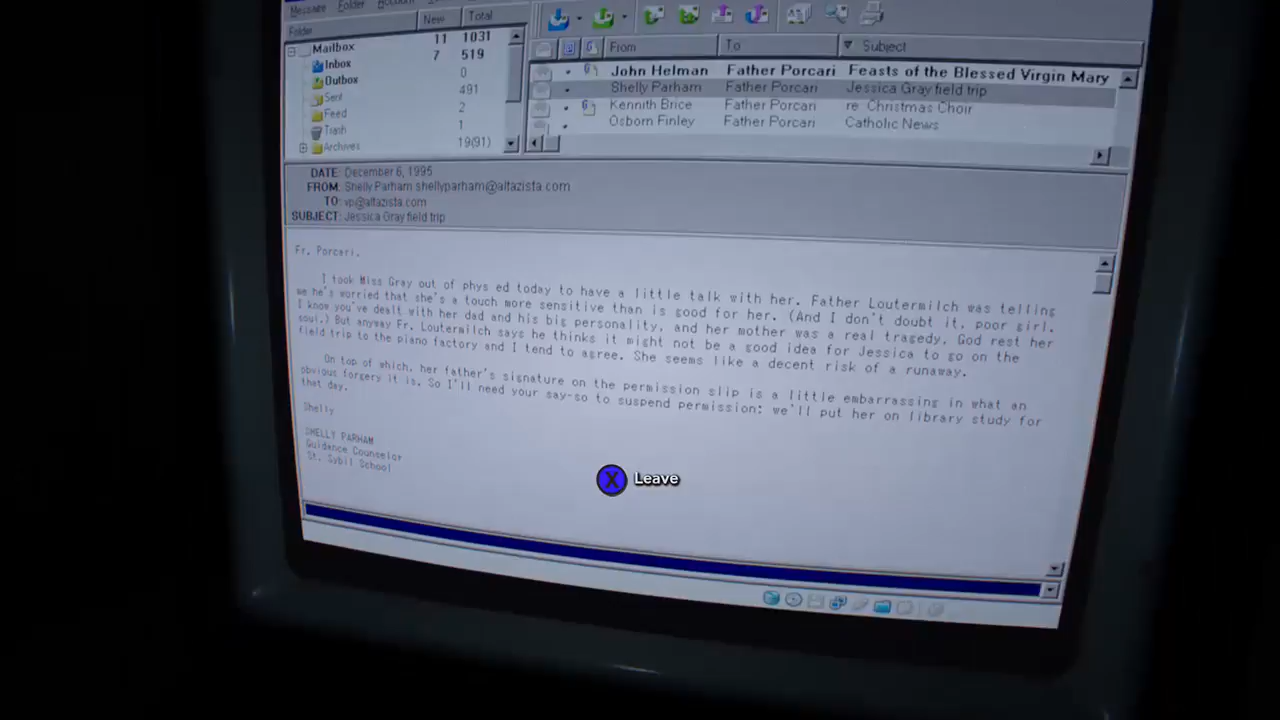 Message Folder Account
Folder New Total
Mailbox 11 1031
Inbox 7 519
Outbox 0
Sent 491
Feed 2
Trash 1
Archives 19(91)
From To Subject
John Helman Father Porcari Feasts of the Blessed Virgin Mary
Shelly Parham Father Porcari Jessica Gray field trip
Kennith Brice Father Porcari re Christmas Choir
Osborn Finley Father Porcari Catholic News
DATE: December 6, 1995
FROM: Shelly Parham shellyparham@altazista.com
TO: vp@altazista.com
SUBJECT: Jessica Gray field trip
Fr. Porcari.
I took Miss Gray out of phys ed today to have a little talk with her. Father Loutermilch was telling
me he's worried that she's a touch more sensitive than is good for her. (And I don't doubt it, poor girl.
I know you've dealt with her dad and his big personality, and her mother was a real tragedy, God rest her
soul.) But anyway Fr. Loutermilch says he thinks it might not be a good idea for Jessica to go on the
field trip to the piano factory and I tend to agree. She seems like a decent risk of a runaway.
On top of which, her father's signature on the permission slip is a little embarrassing in what an
obvious forgery it is. So I'll need your say-so to suspend permission; we'll put her on library study for
that day.
Shelly
SHELLY PARHAM
Guidance Counselor
St. Sybil School
X Leave